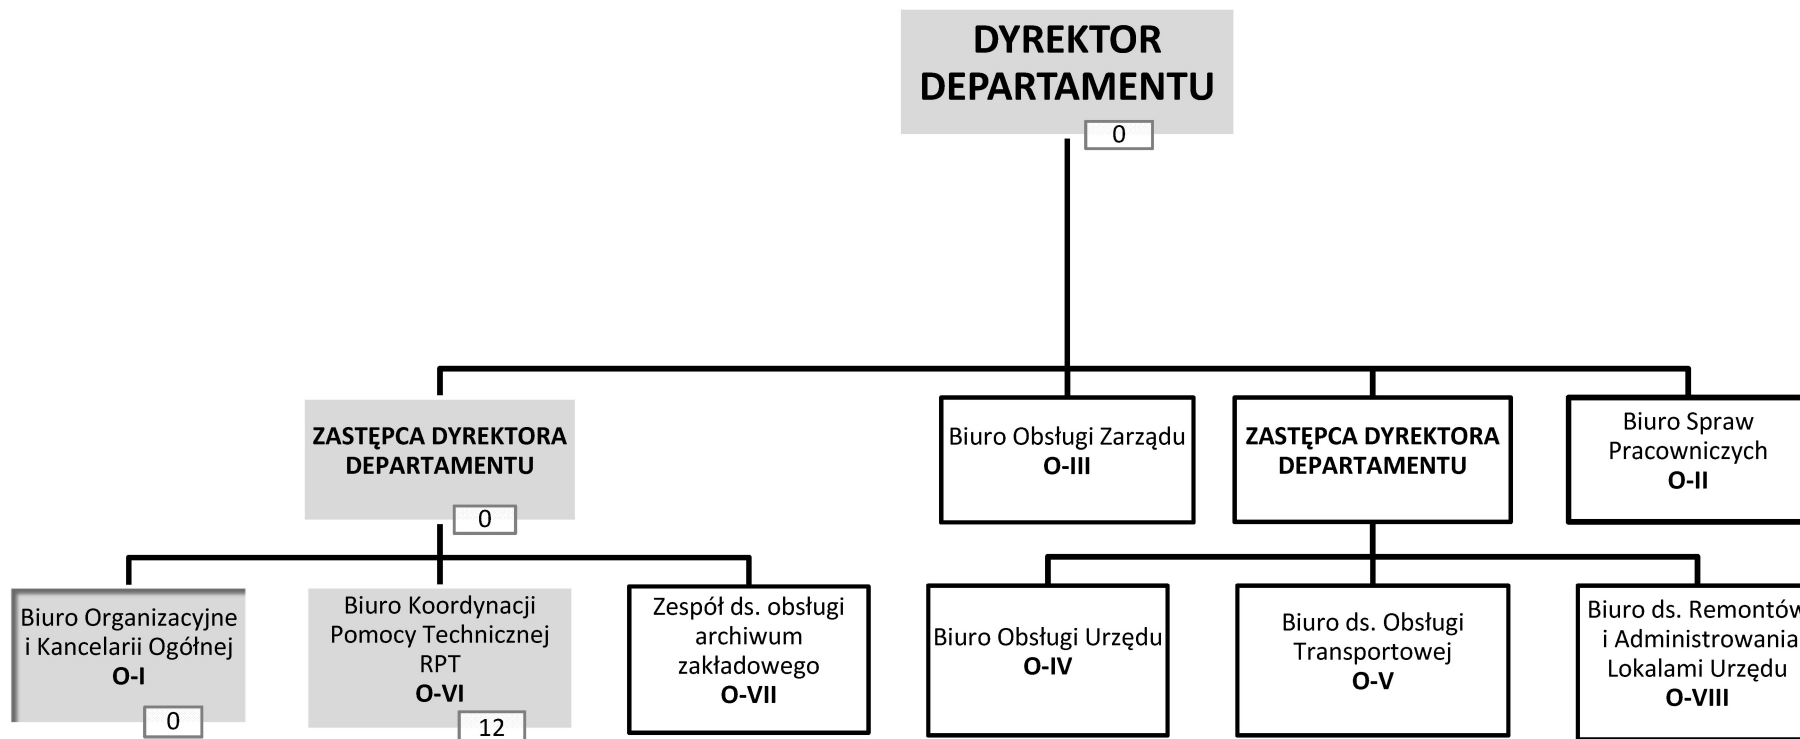 DYREKTOR
DEPARTAMENTU
0
ZASTĘPCA DYREKTORA
DEPARTAMENTU
0
Biuro Obsługi Zarządu
O-III
ZASTĘPCA DYREKTORA
DEPARTAMENTU
Biuro Spraw
Pracowniczych
O-II
Biuro Organizacyjne
i Kancelarii Ogólnej
O-I
0
Biuro Koordynacji
Pomocy Technicznej
RPT
O-VI
12
Zespół ds. obsługi
archiwum
zakładowego
O-VII
Biuro Obsługi Urzędu
O-IV
Biuro ds. Obsługi
Transportowej
O-V
Biuro ds. Remontów
i Administrowania
Lokalami Urzędu
O-VIII